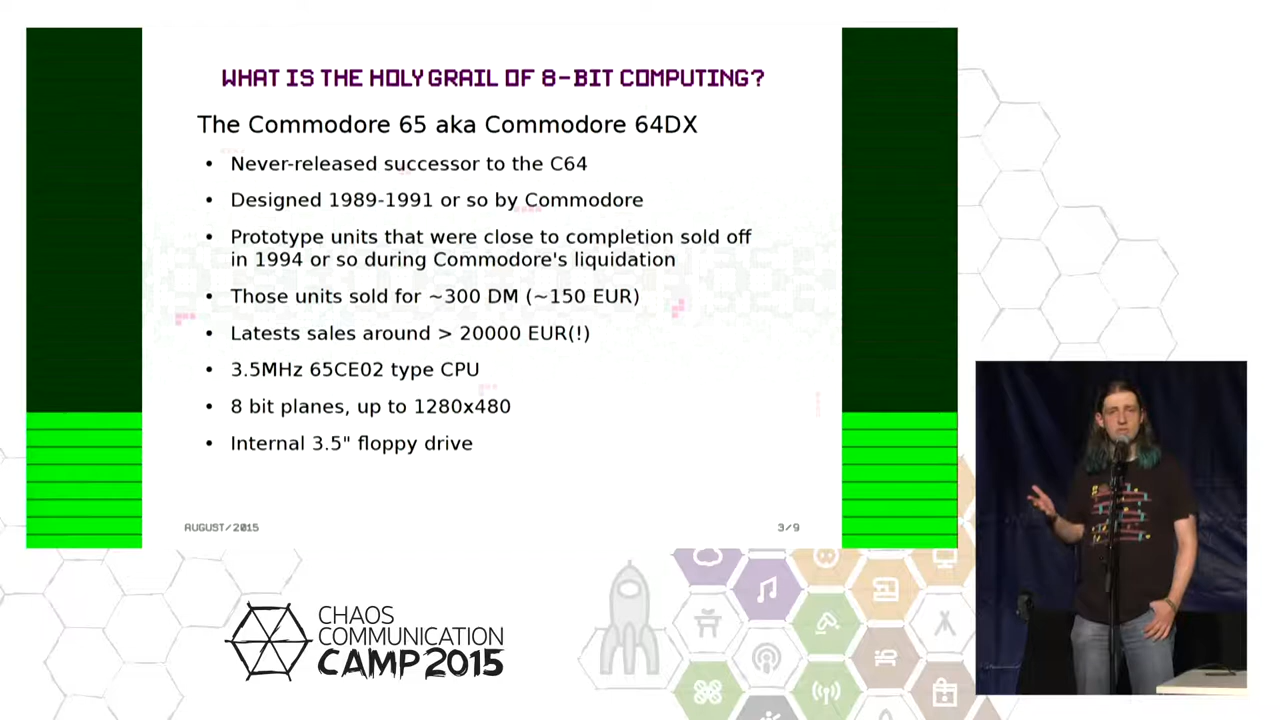 WHAT IS THE HOLY GRAIL OF 8-BIT COMPUTING?
The Commodore 65 aka Commodore 64DX
• Never-released successor to the C64
• Designed 1989-1991 or so by Commodore
• Prototype units that were close to completion sold off
in 1994 or so during Commodore's liquidation
• Those units sold for ~300 DM (~150 EUR)
• Latests sales around > 20000 EUR(!)
• 3.5MHz 65CE02 type CPU
• 8 bit planes, up to 1280x480
• Internal 3.5" floppy drive
AUGUST/2015
3/9
CHAOS
COMMUNICATION
CAMP 2015